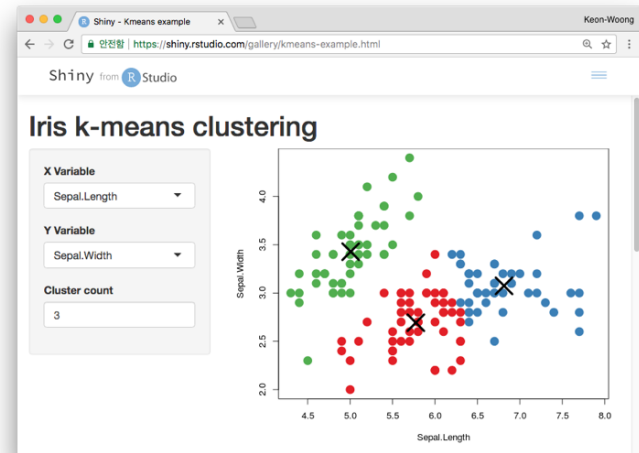 Shiny - Kmeans example
Keon-Woong
안전함 https://shiny.rstudio.com/gallery/kmeans-example.html
Shiny from R Studio
Iris k-means clustering
X Variable
Sepal.Length
Y Variable
Sepal.Width
Cluster count
3
Sepal.Width
2.0
2.5
3.0
3.5
4.0
4.5 5.0 5.5 6.0 6.5 7.0 7.5 8.0
Sepal.Length